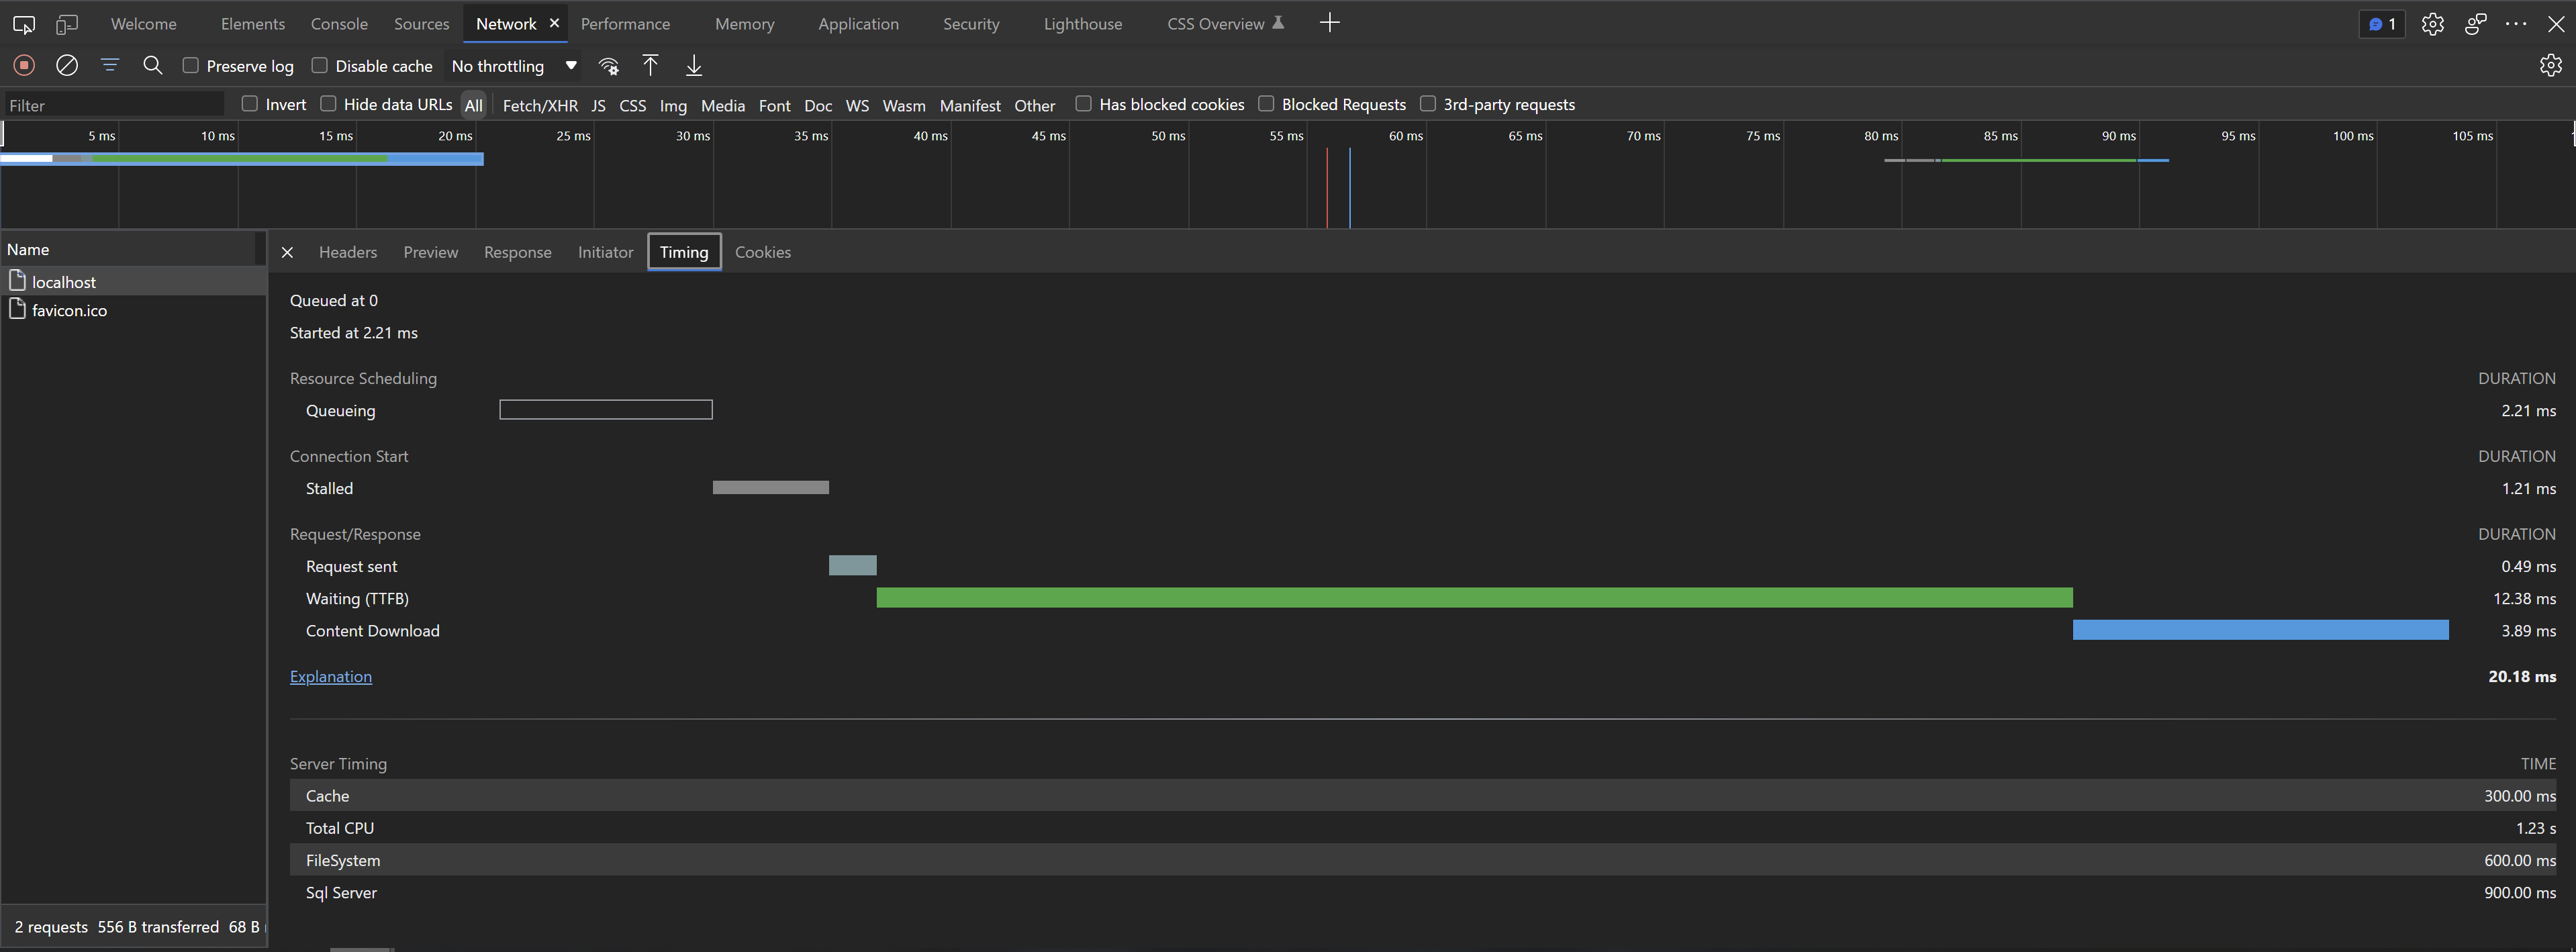 Welcome Elements Console Sources Network Performance Memory Application Security Lighthouse CSS Overview 1
Preserve log Disable cache No throttling
Filter Invert Hide data URLs All Fetch/XHR JS CSS Img Media Font Doc WS Wasm Manifest Other Has blocked cookies Blocked Requests 3rd-party requests
5 ms 10 ms 15 ms 20 ms 25 ms 30 ms 35 ms 40 ms 45 ms 50 ms 55 ms 60 ms 65 ms 70 ms 75 ms 80 ms 85 ms 90 ms 95 ms 100 ms 105 ms
Name
localhost
favicon.ico
2 requests 556 B transferred 68 B
Headers Preview Response Initiator Timing Cookies
Queued at 0
Started at 2.21 ms
Resource Scheduling DURATION
Queueing 2.21 ms
Connection Start DURATION
Stalled 1.21 ms
Request/Response DURATION
Request sent 0.49 ms
Waiting (TTFB) 12.38 ms
Content Download 3.89 ms
Explanation 20.18 ms
Server Timing TIME
Cache 300.00 ms
Total CPU 1.23 s
FileSystem 600.00 ms
Sql Server 900.00 ms